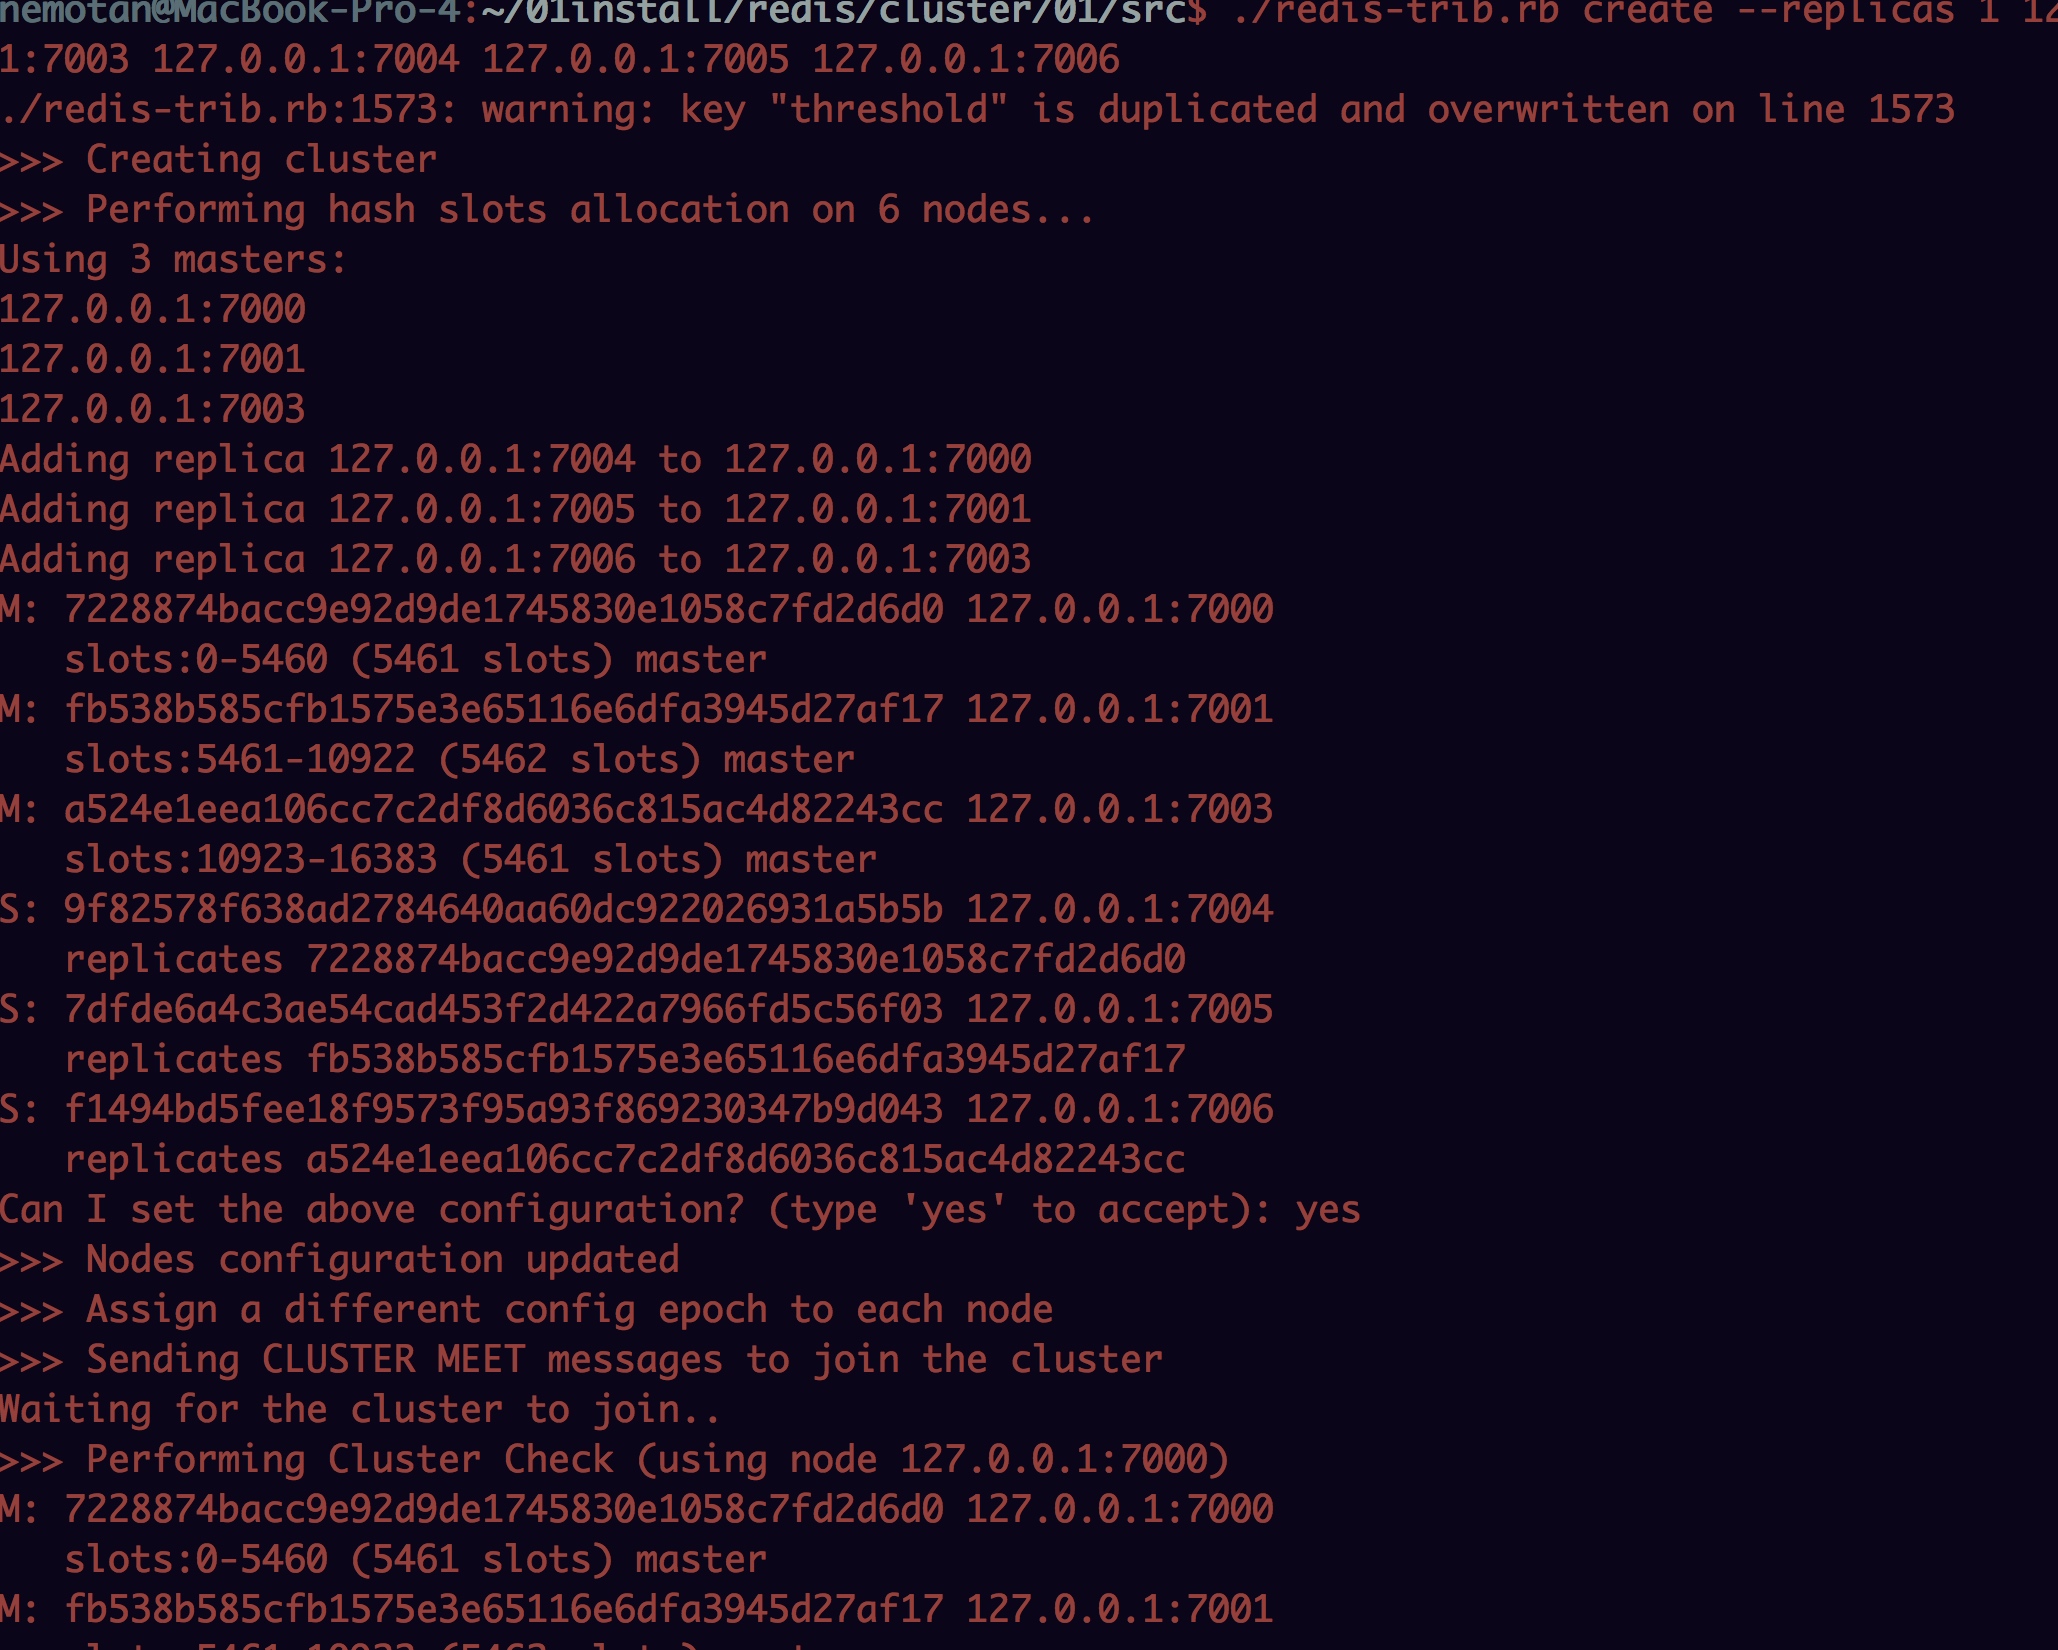 nemotan@MacBook-Pro-4:~/01install/redis/cluster/01/src$ ./redis-trib.rb create --replicas 1 12
1:7003 127.0.0.1:7004 127.0.0.1:7005 127.0.0.1:7006
./redis-trib.rb:1573: warning: key "threshold" is duplicated and overwritten on line 1573
>>> Creating cluster
>>> Performing hash slots allocation on 6 nodes...
Using 3 masters:
127.0.0.1:7000
127.0.0.1:7001
127.0.0.1:7003
Adding replica 127.0.0.1:7004 to 127.0.0.1:7000
Adding replica 127.0.0.1:7005 to 127.0.0.1:7001
Adding replica 127.0.0.1:7006 to 127.0.0.1:7003
M: 7228874bacc9e92d9de1745830e1058c7fd2d6d0 127.0.0.1:7000
   slots:0-5460 (5461 slots) master
M: fb538b585cfb1575e3e65116e6dfa3945d27af17 127.0.0.1:7001
   slots:5461-10922 (5462 slots) master
M: a524e1eea106cc7c2df8d6036c815ac4d82243cc 127.0.0.1:7003
   slots:10923-16383 (5461 slots) master
S: 9f82578f638ad2784640aa60dc922026931a5b5b 127.0.0.1:7004
   replicates 7228874bacc9e92d9de1745830e1058c7fd2d6d0
S: 7dfde6a4c3ae54cad453f2d422a7966fd5c56f03 127.0.0.1:7005
   replicates fb538b585cfb1575e3e65116e6dfa3945d27af17
S: f1494bd5fee18f9573f95a93f869230347b9d043 127.0.0.1:7006
   replicates a524e1eea106cc7c2df8d6036c815ac4d82243cc
Can I set the above configuration? (type 'yes' to accept): yes
>>> Nodes configuration updated
>>> Assign a different config epoch to each node
>>> Sending CLUSTER MEET messages to join the cluster
Waiting for the cluster to join..
>>> Performing Cluster Check (using node 127.0.0.1:7000)
M: 7228874bacc9e92d9de1745830e1058c7fd2d6d0 127.0.0.1:7000
   slots:0-5460 (5461 slots) master
M: fb538b585cfb1575e3e65116e6dfa3945d27af17 127.0.0.1:7001